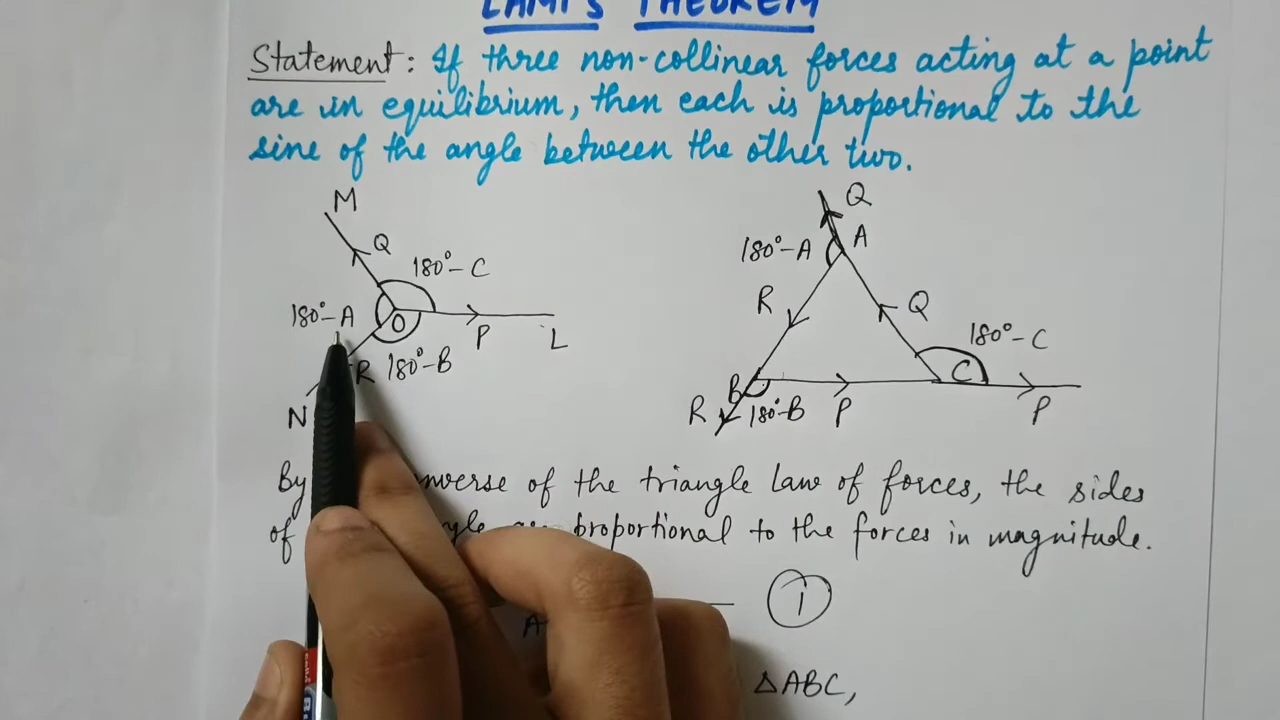 LAMI'S THEOREM
Statement: If three non-collinear forces acting at a point
are in equilibrium, then each is proportional to the
sine of the angle between the other two.
M
Q
180°-C
180°-A
O
P
L
R
180°-B
N
Q
A
180°-A
R
Q
180°-C
B
C
R
180°-B
P
P
By of the triangle law of forces, the sides
of proportional to the forces in magnitude.
1
ΔABC,